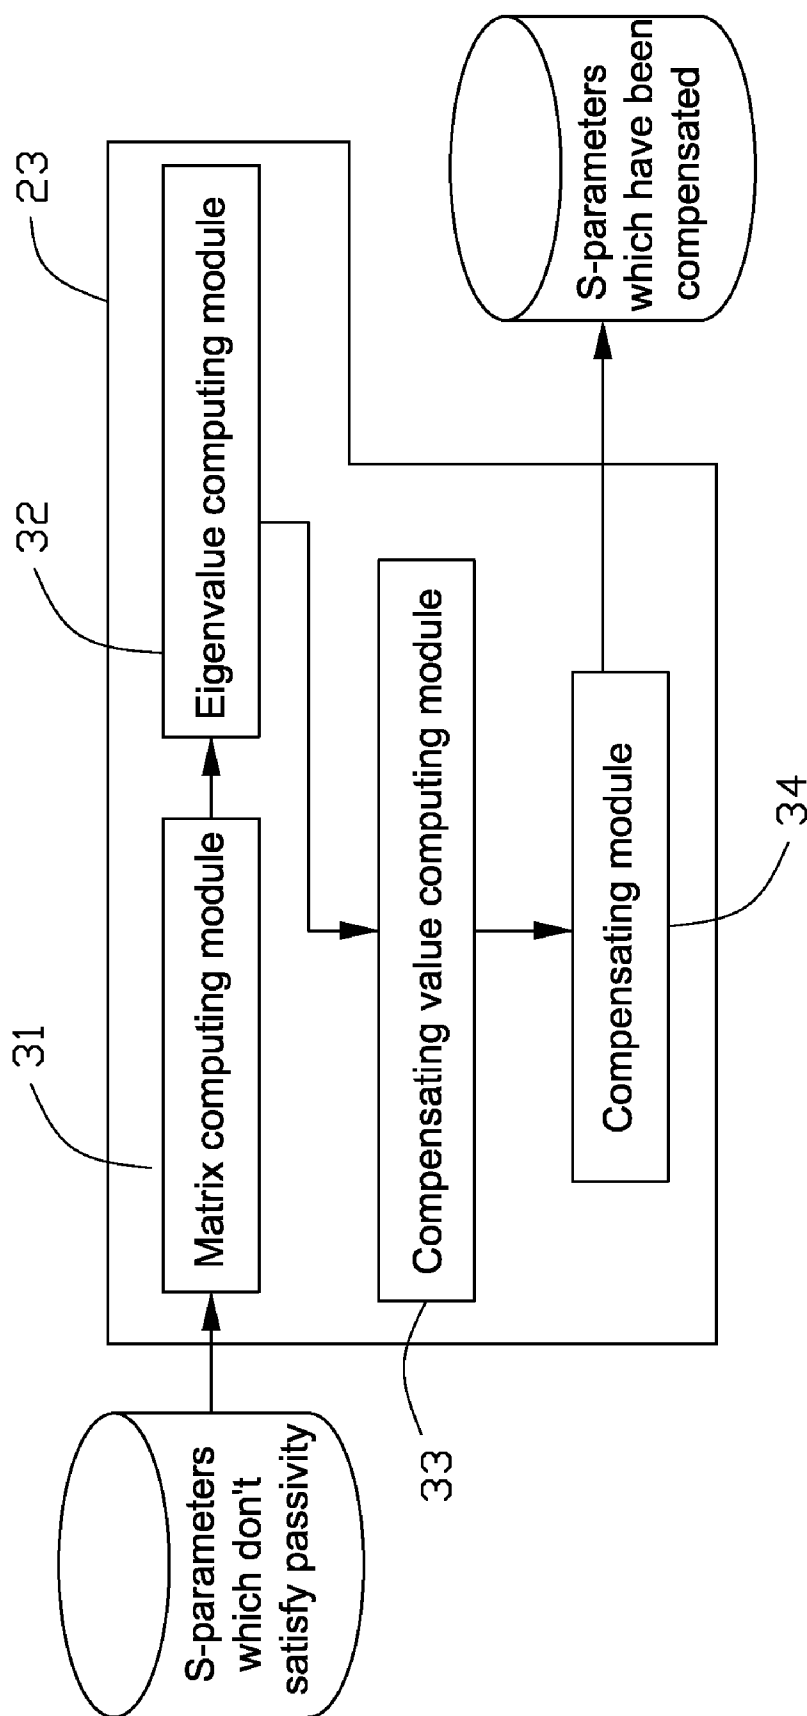 23
32
31
Eigenvalue computing module
Matrix computing module
S-parameters
which don't
satisfy passivity
Compensating value computing module
33
Compensating module
34
S-parameters
which have been
compensated